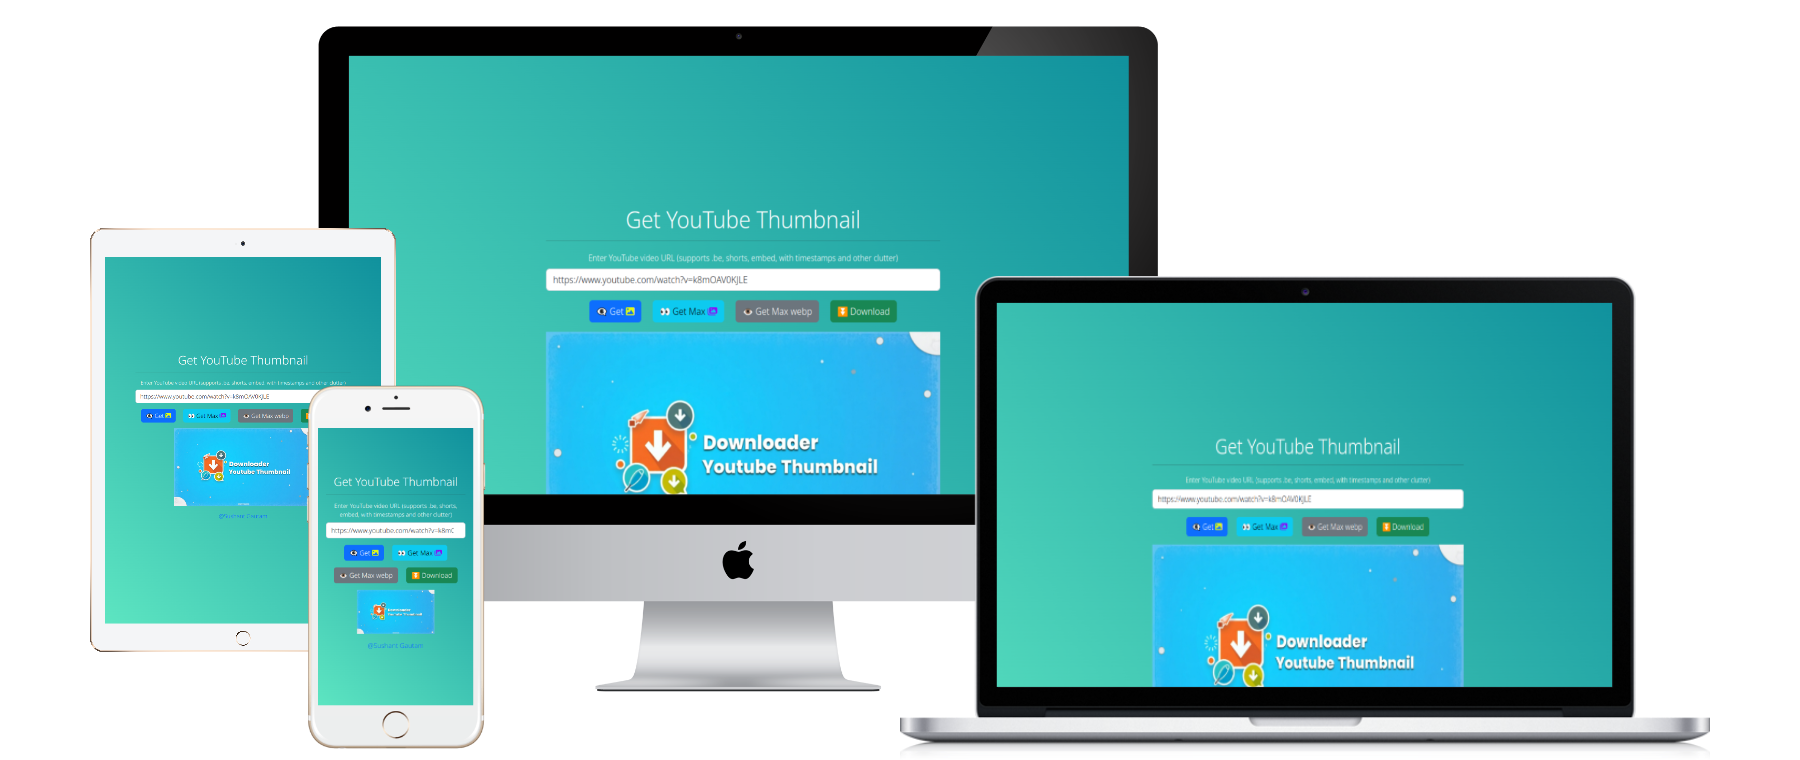 Get YouTube Thumbnail
Enter YouTube video URL (supports .be, shorts, embed, with timestamps and other clutter)
https://www.youtube.com/watch?v=k8mOAV0KJLE
Get
Get Max
Get Max webp
Download
Downloader
Youtube Thumbnail
Get YouTube Thumbnail
Enter YouTube video URL (supports .be, shorts, embed, with timestamps and other clutter)
https://www.youtube.com/watch?v=k8mOAV0KJLE
Get
Get Max
Get Max webp
Downloader
Youtube Thumbnail
@Sushant Gautam
Get YouTube Thumbnail
Enter YouTube video URL (supports .be, shorts,
embed, with timestamps and other clutter)
https://www.youtube.com/watch?v=k8mC
Get
Get Max
Get Max webp
Download
Downloader
Youtube Thumbnail
@Sushant Gautam
Get YouTube Thumbnail
Enter YouTube video URL (supports .be, shorts, embed, with timestamps and other clutter)
https://www.youtube.com/watch?v=k8mOAV0KJLE
Get
Get Max
Get Max webp
Download
Downloader
Youtube Thumbnail